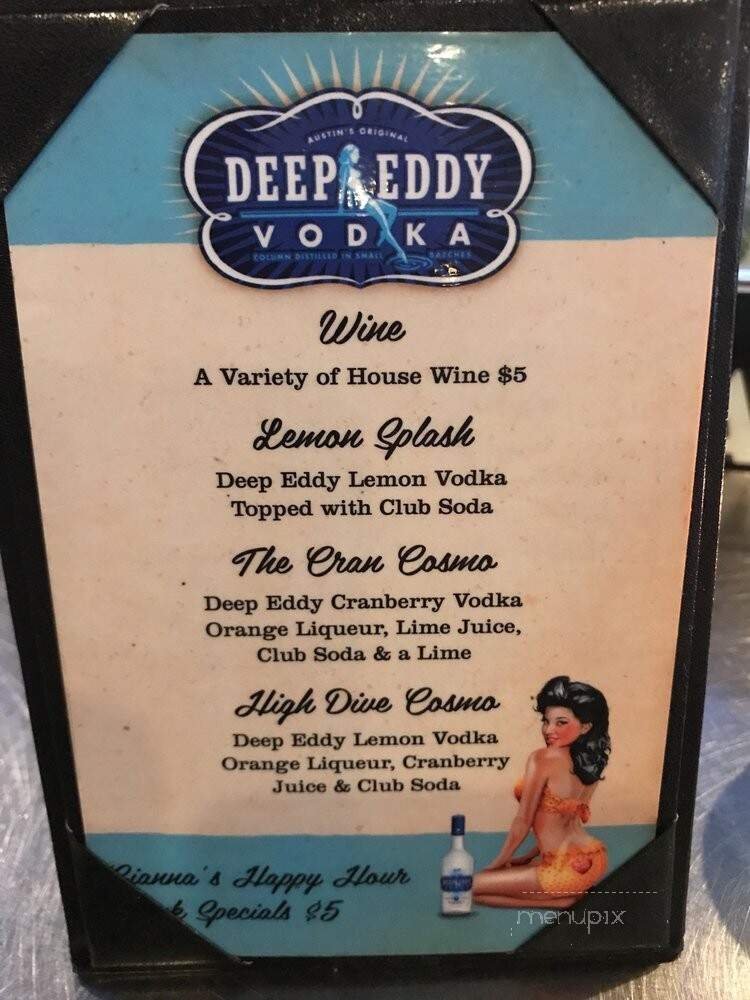 AUSTIN'S ORIGINAL
DEEP EDDY
VODKA
COLUMN DISTILLED IN SMALL BATCHES
Wine
A Variety of House Wine $5
Lemon Splash
Deep Eddy Lemon Vodka
Topped with Club Soda
The Cran Cosmo
Deep Eddy Cranberry Vodka
Orange Liqueur, Lime Juice,
Club Soda & a Lime
High Dive Cosmo
Deep Eddy Lemon Vodka
Orange Liqueur, Cranberry
Juice & Club Soda
Gianna's Happy Hour
Specials $5
menupix